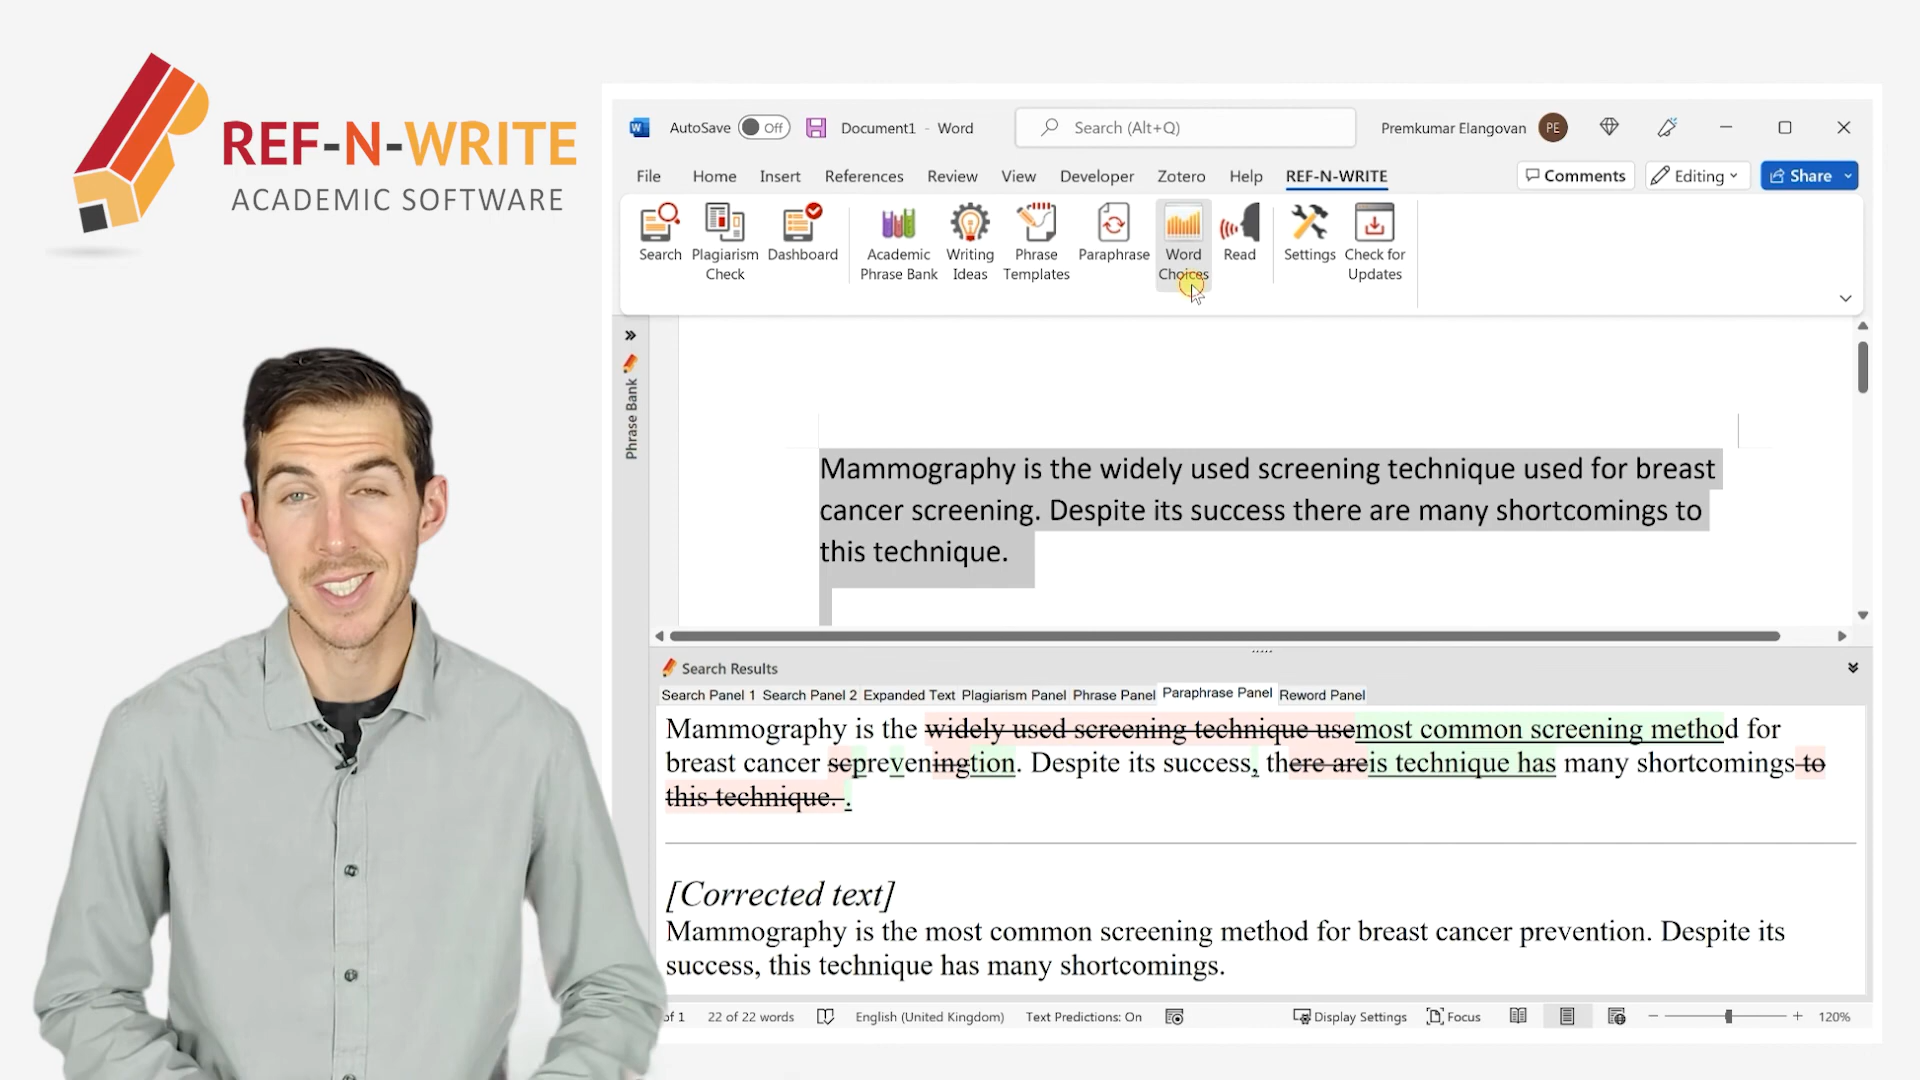 REF-N-WRITE
ACADEMIC SOFTWARE
W
AutoSave Off Document1 - Word
Search (Alt+Q)
Premkumar Elangovan PE
File Home Insert References Review View Developer Zotero Help REF-N-WRITE
Comments Editing Share
Search
Plagiarism
Check
Dashboard
Academic
Phrase Bank
Writing
Ideas
Phrase
Templates
Paraphrase
Word
Choices
Read
Settings
Check for
Updates
Phrase Bank
Mammography is the widely used screening technique used for breast
cancer screening. Despite its success there are many shortcomings to
this technique.
Search Results
Search Panel 1 Search Panel 2 Expanded Text Plagiarism Panel Phrase Panel Paraphrase Panel Reword Panel
Mammography is the widely used screening technique usemost common screening method for
breast cancer scpreveningtion. Despite its success, there areis technique has many shortcomings to
this technique. .
[Corrected text]
Mammography is the most common screening method for breast cancer prevention. Despite its
success, this technique has many shortcomings.
of 1 22 of 22 words English (United Kingdom) Text Predictions: On Display Settings Focus 120%